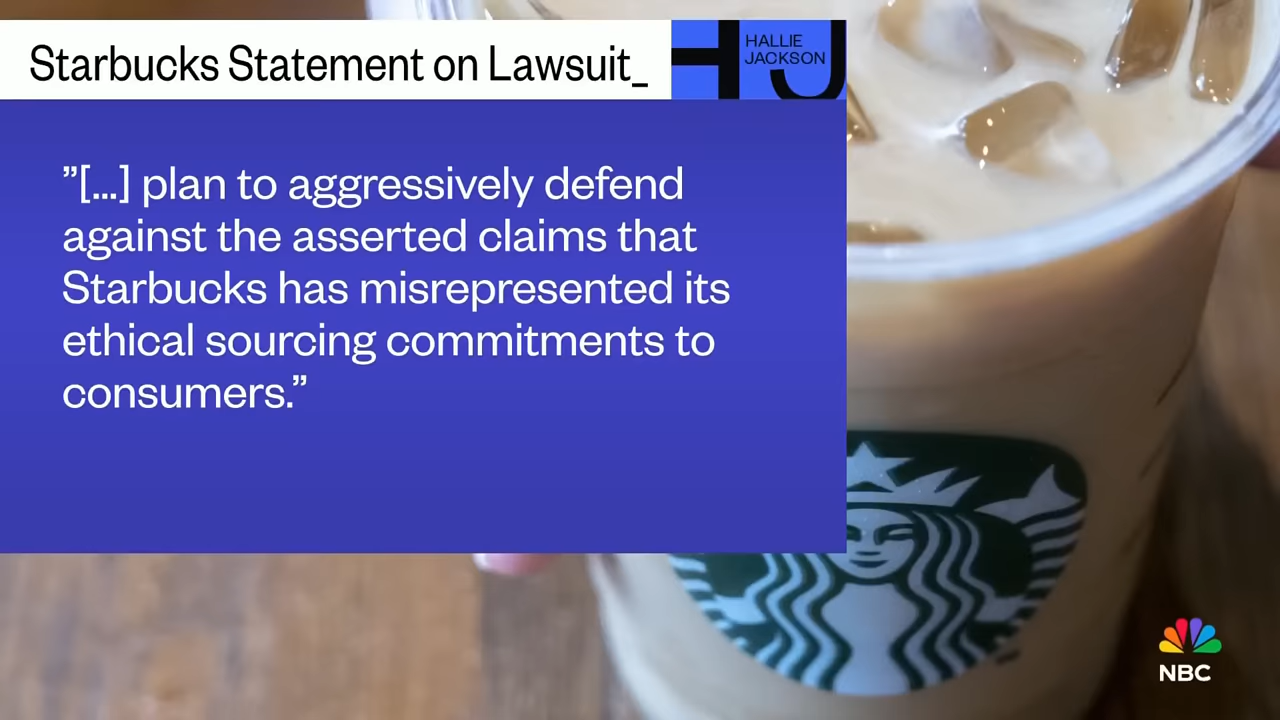 Starbucks Statement on Lawsuit_
HALLIE
JACKSON
HJ
”[...] plan to aggressively defend
against the asserted claims that
Starbucks has misrepresented its
ethical sourcing commitments to
consumers.”
NBC